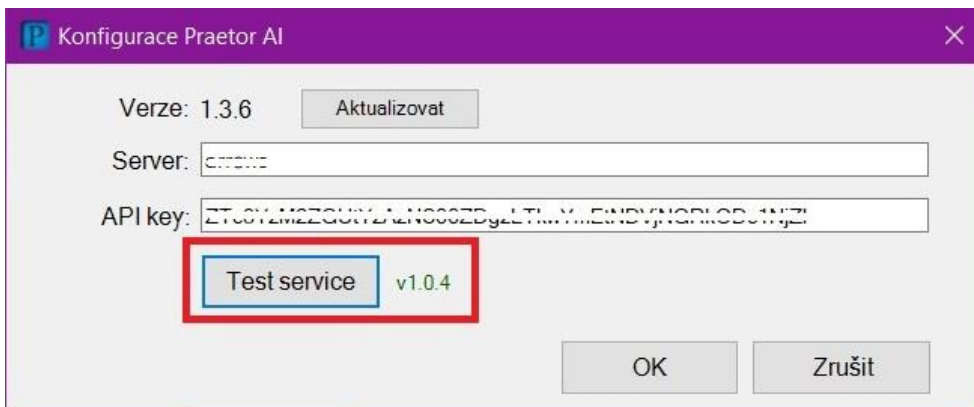 Konfigurace Praetor AI
Verze: 1.3.6 Aktualizovat
Server:
API key:
Test service v1.0.4
OK Zrušit